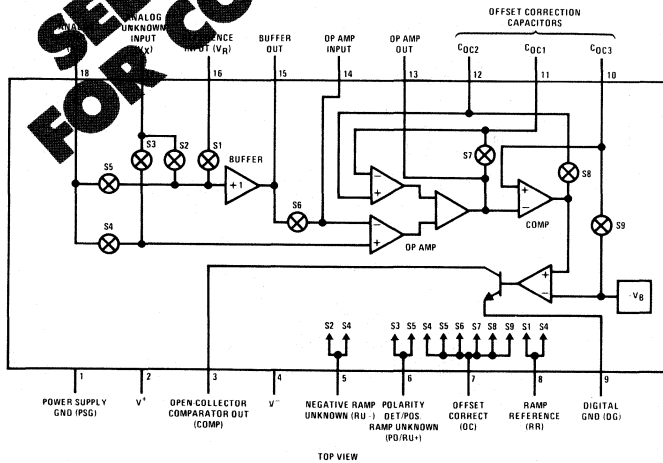 OFFSET CORRECTION
CAPACITORS
ANALOG
UNKNOWN
INPUT
INPUT (VR)
BUFFER
OUT
OP AMP
INPUT
OP AMP
OUT
COC2
COC1
COC3
18
16
15
14
13
12
11
10
SEE
FOR CO
S3
S2
S1
BUFFER
S5
+1
S6
S4
S7
S8
S9
-
+
-
+
OP AMP
+
-
COMP
+
-
-VB
S2 S4
S3 S5
S4 S5 S6 S7 S8 S9
S1 S4
1
2
3
4
5
6
7
8
9
POWER SUPPLY
GND (PSG)
V+
OPEN-COLLECTOR
COMPARATOR OUT
(COMP)
V-
NEGATIVE RAMP
UNKNOWN (RU-)
POLARITY
DET/POS.
RAMP UNKNOWN
(PD/RU+)
OFFSET
CORRECT
(OC)
RAMP
REFERENCE
(RR)
DIGITAL
GND (DG)
TOP VIEW